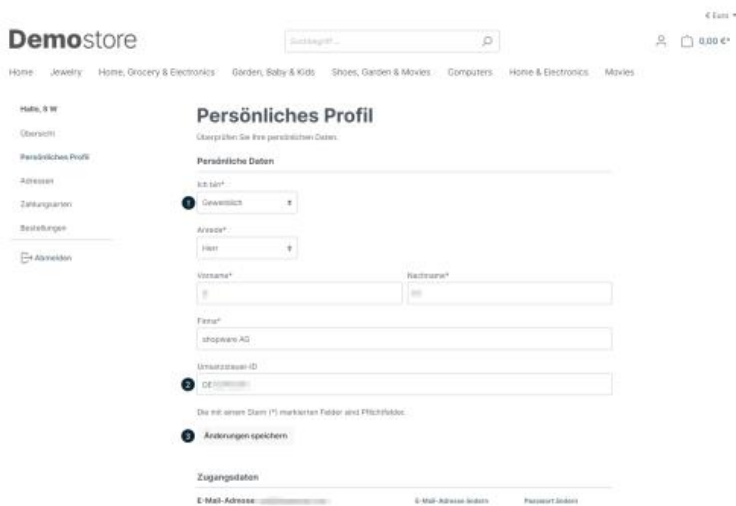 € Euro
Demostore
Suchbegriff ...
0,00 €*
Home Jewelry Home, Grocery & Electronics Garden, Baby & Kids Shoes, Garden & Movies Computers Home & Electronics Movies
Hallo, S W
Übersicht
Persönliches Profil
Adressen
Zahlungsarten
Bestellungen
Abmelden
Persönliches Profil
Überprüfen Sie Ihre persönlichen Daten.
Persönliche Daten
Ich bin*
1 Gewerblich
Anrede*
Herr
Vorname* Nachname*
Firma*
shopware AG
Umsatzsteuer-ID
2 DE
Die mit einem Stern (*) markierten Felder sind Pflichtfelder.
3 Änderungen speichern
Zugangsdaten
E-Mail-Adresse: E-Mail-Adresse ändern Passwort ändern